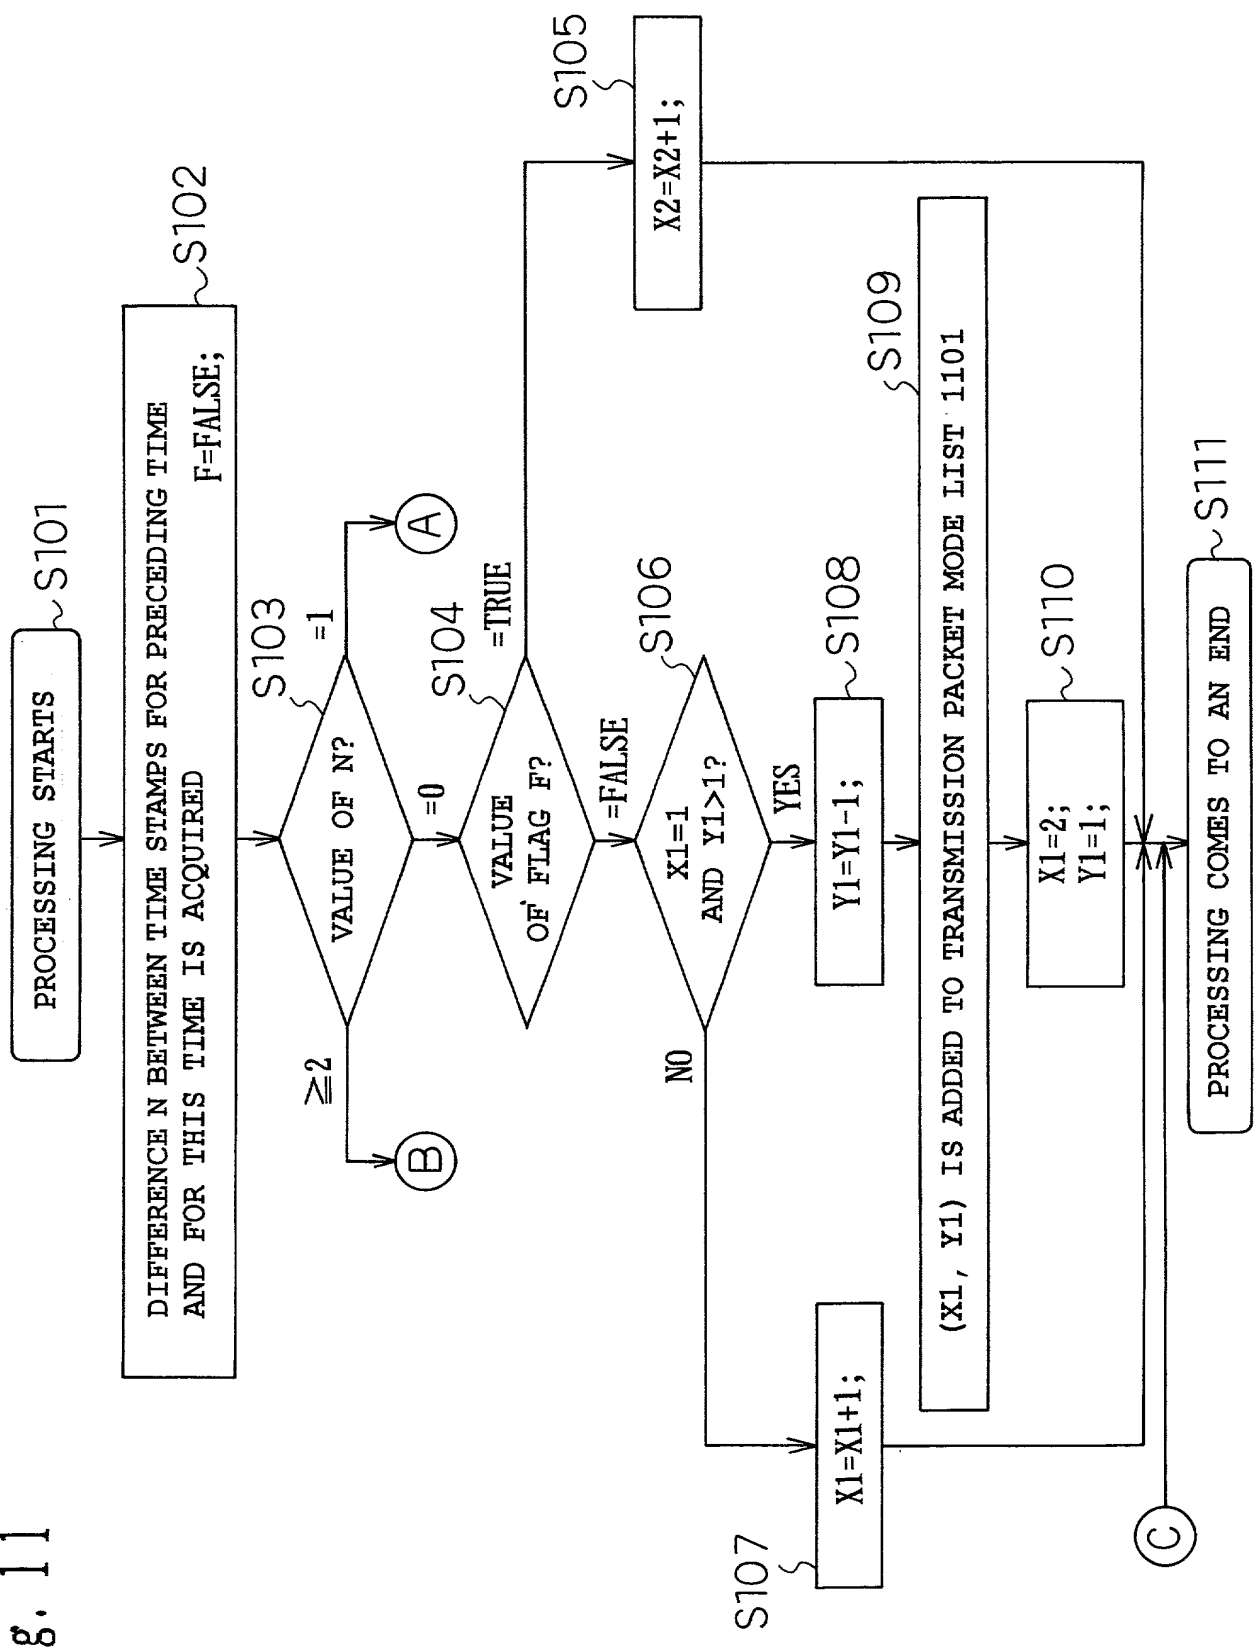 g. 11
PROCESSING STARTS
S101
DIFFERENCE N BETWEEN TIME STAMPS FOR PRECEDING TIME
AND FOR THIS TIME IS ACQUIRED
F=FALSE;
S102
VALUE OF N?
S103
≧2
=1
=0
B
A
VALUE
OF FLAG F?
S104
=TRUE
=FALSE
X2=X2+1;
S105
X1=1
AND Y1>1?
S106
NO
YES
X1=X1+1;
S107
Y1=Y1-1;
S108
(X1, Y1) IS ADDED TO TRANSMISSION PACKET MODE LIST 1101
S109
X1=2;
Y1=1;
S110
C
PROCESSING COMES TO AN END
S111